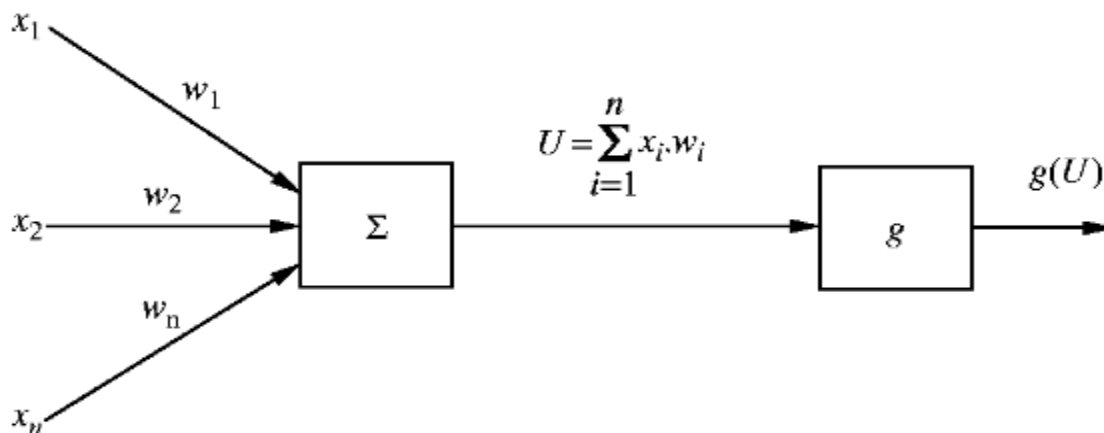 x₁
w₁
n
U = Σ xᵢ.wᵢ
i=1
g(U)
x₂
w₂
Σ
g
wₙ
xₙ